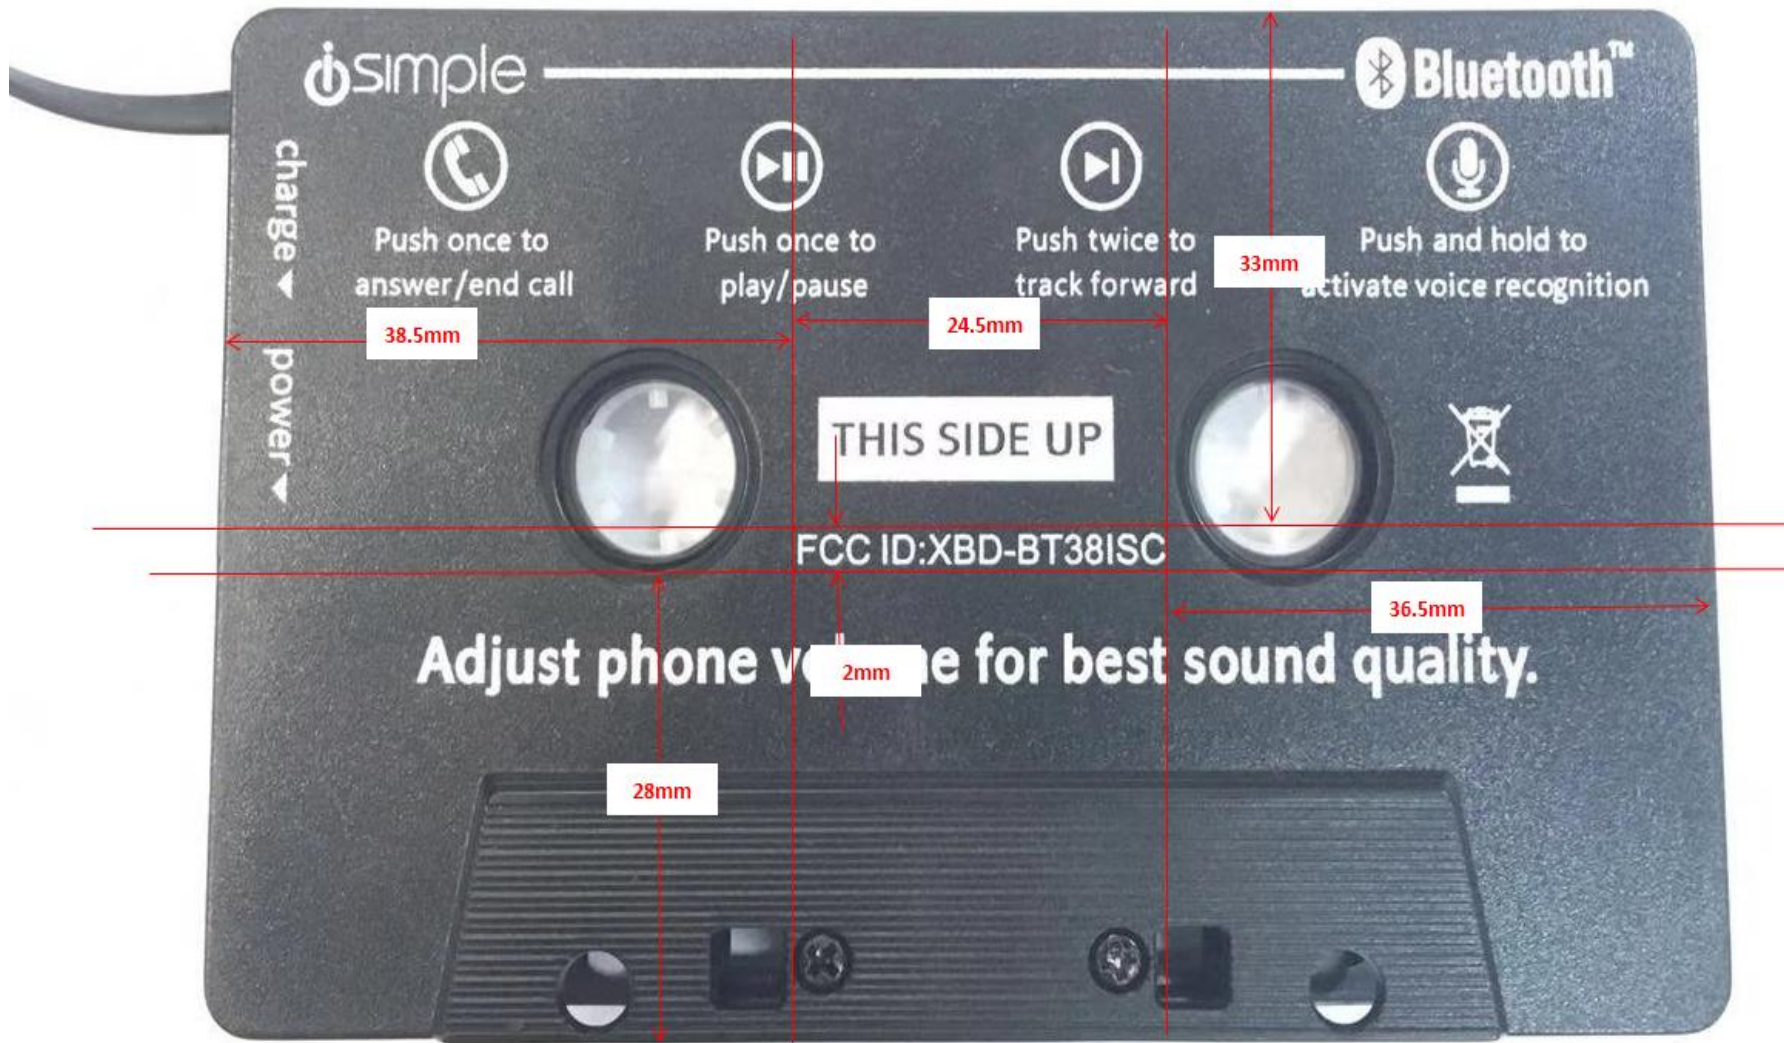 isimple
Bluetooth™
charge
power
Push once to
answer/end call
Push once to
play/pause
Push twice to
track forward
Push and hold to
activate voice recognition
33mm
38.5mm
24.5mm
THIS SIDE UP
FCC ID:XBD-BT38ISC
36.5mm
Adjust phone for best sound quality.
2mm
28mm